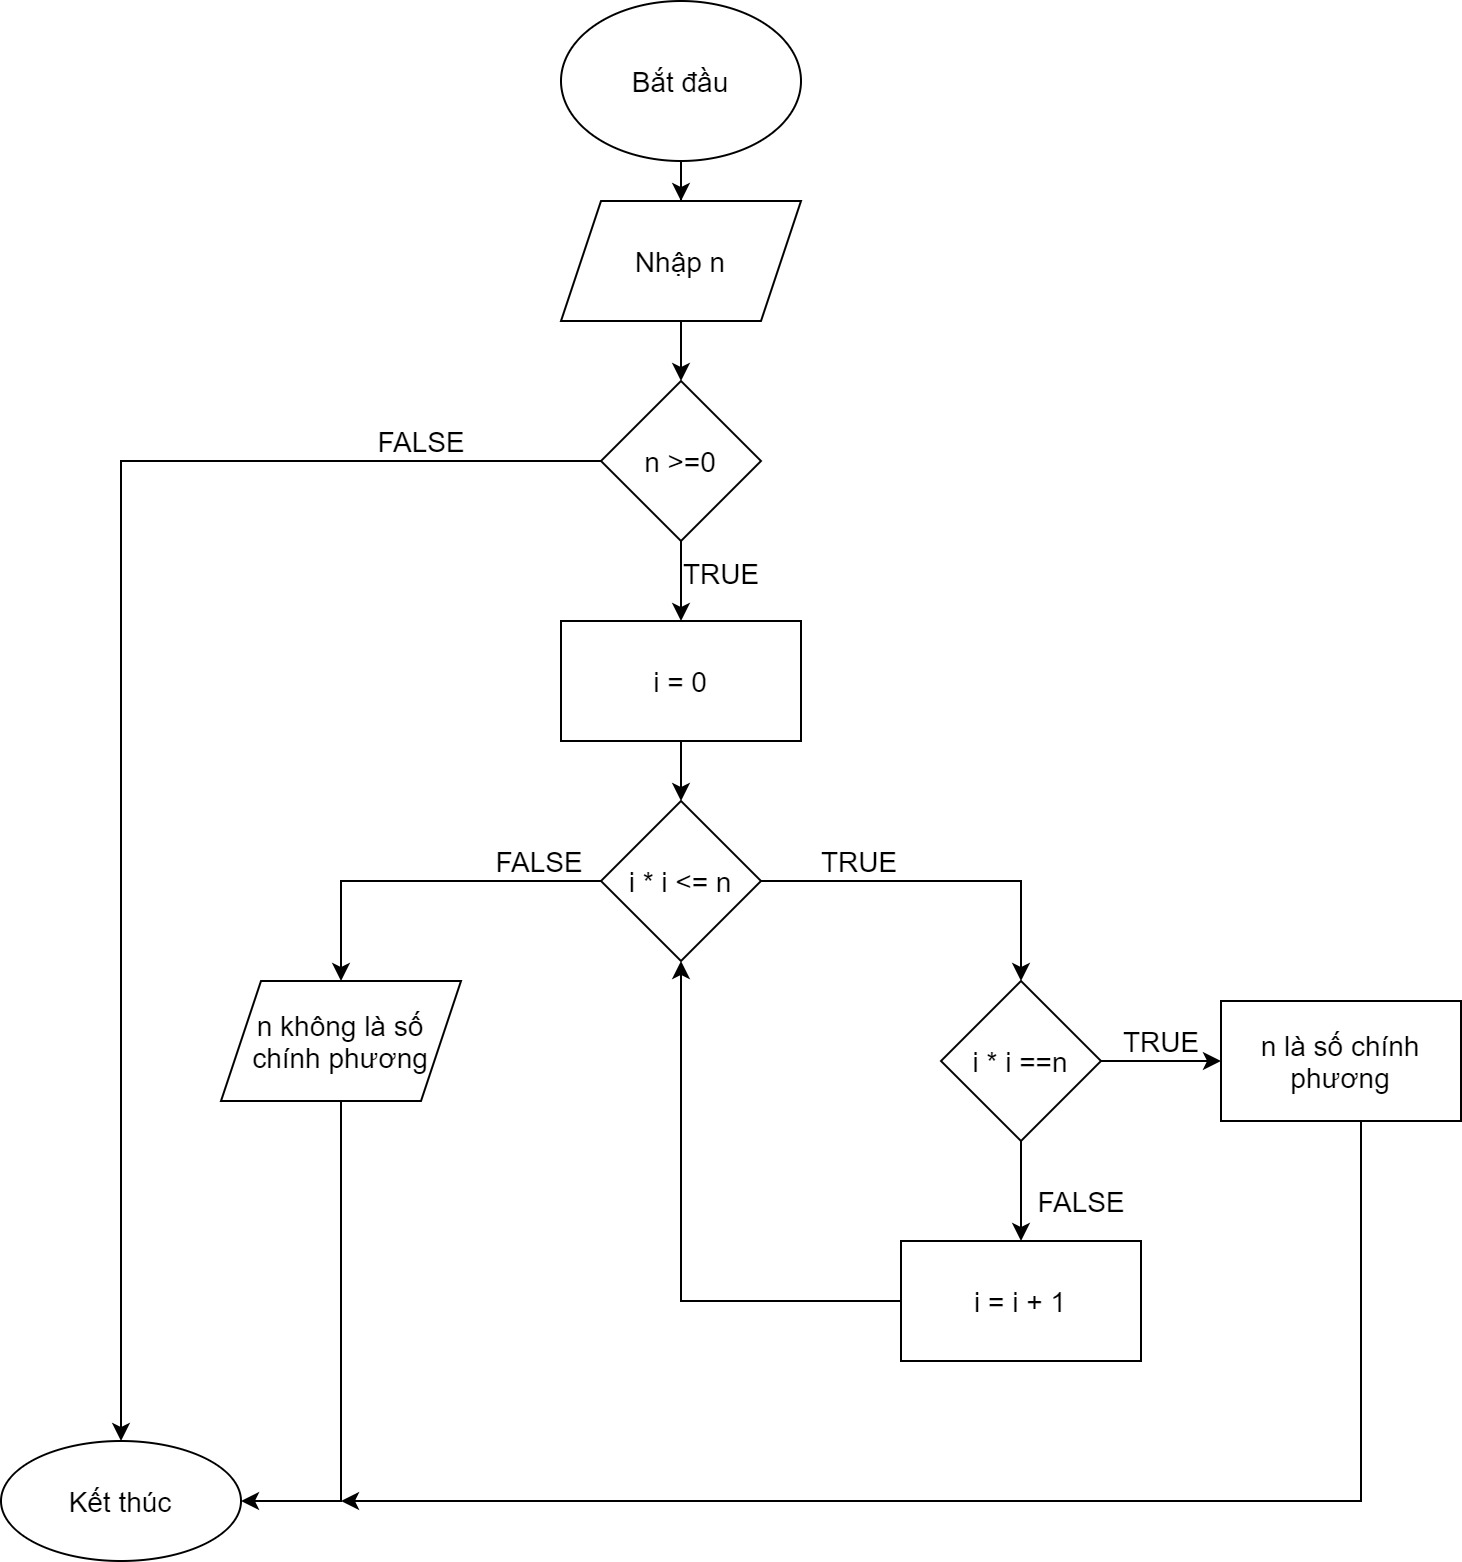 Bắt đầu
Nhập n
FALSE
n >=0
TRUE
i = 0
FALSE
TRUE
i * i <= n
n không là số
chính phương
i * i ==n
TRUE
n là số chính
phương
FALSE
i = i + 1
Kết thúc